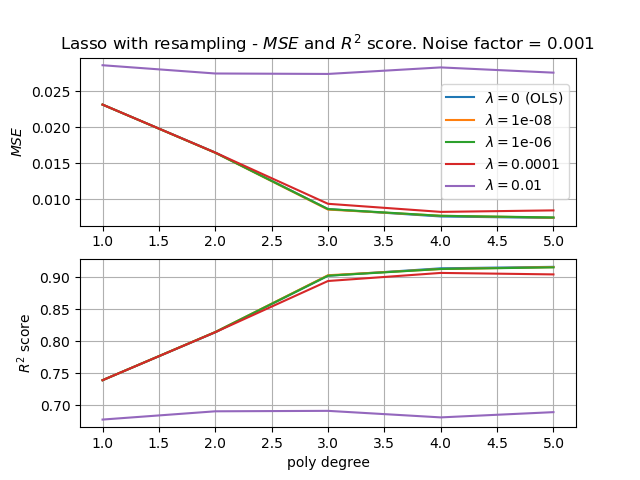 Lasso with resampling - MSE and R² score. Noise factor = 0.001
MSE
0.025
0.020
0.015
0.010
λ = 0 (OLS)
λ = 1e-08
λ = 1e-06
λ = 0.0001
λ = 0.01
1.0 1.5 2.0 2.5 3.0 3.5 4.0 4.5 5.0
R² score
0.90
0.85
0.80
0.75
0.70
1.0 1.5 2.0 2.5 3.0 3.5 4.0 4.5 5.0
poly degree